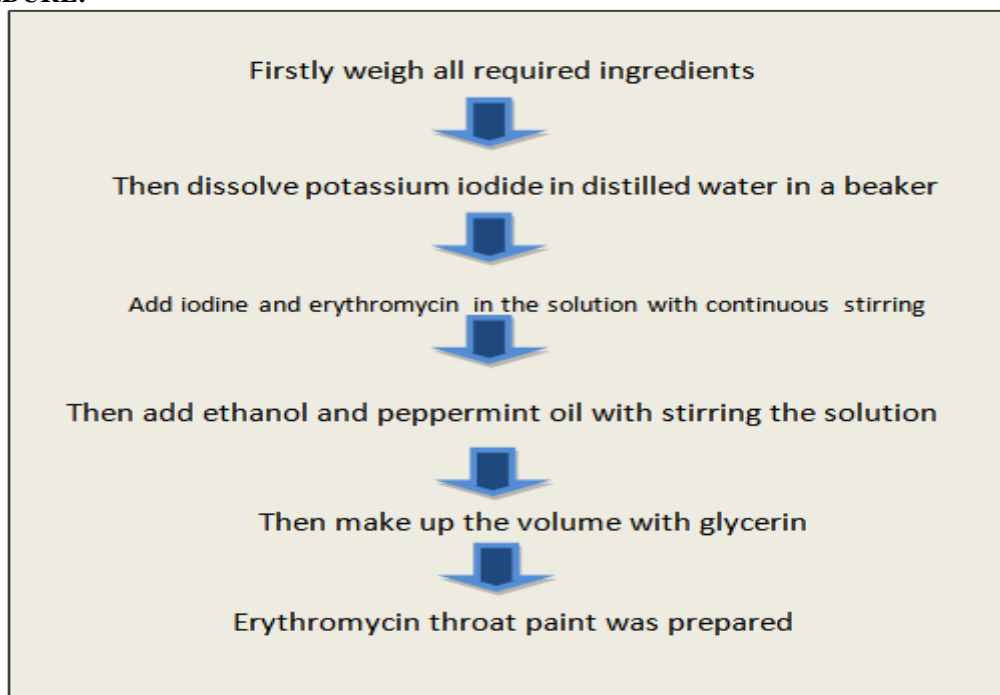 Firstly weigh all required ingredients
Then dissolve potassium iodide in distilled water in a beaker
Add iodine and erythromycin in the solution with continuous stirring
Then add ethanol and peppermint oil with stirring the solution
Then make up the volume with glycerin
Erythromycin throat paint was prepared